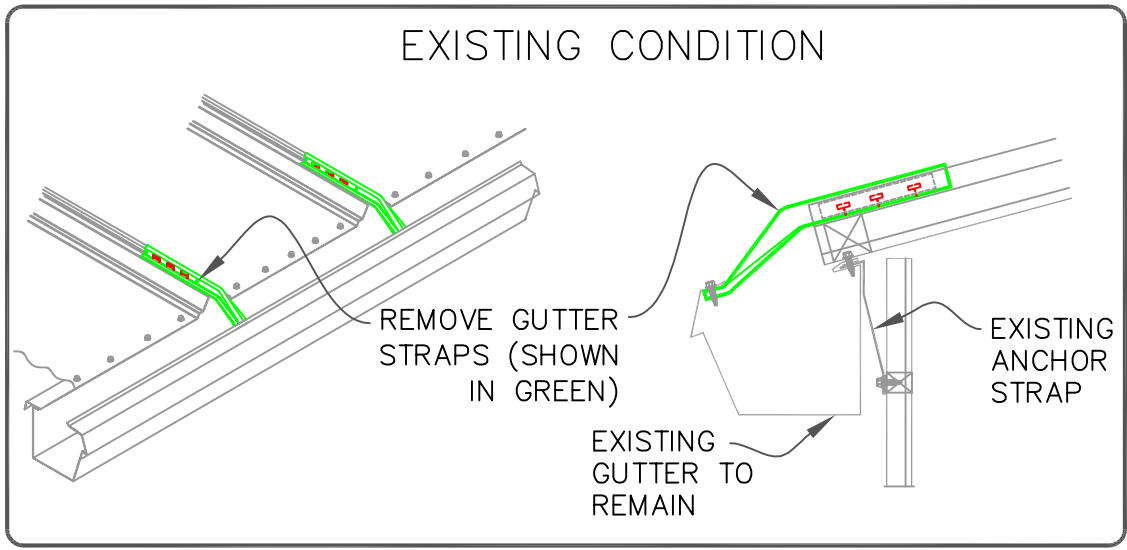 EXISTING CONDITION
REMOVE GUTTER
STRAPS (SHOWN
IN GREEN)
EXISTING
ANCHOR
STRAP
EXISTING
GUTTER TO
REMAIN